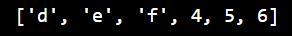 ['d', 'e', 'f', 4, 5, 6]